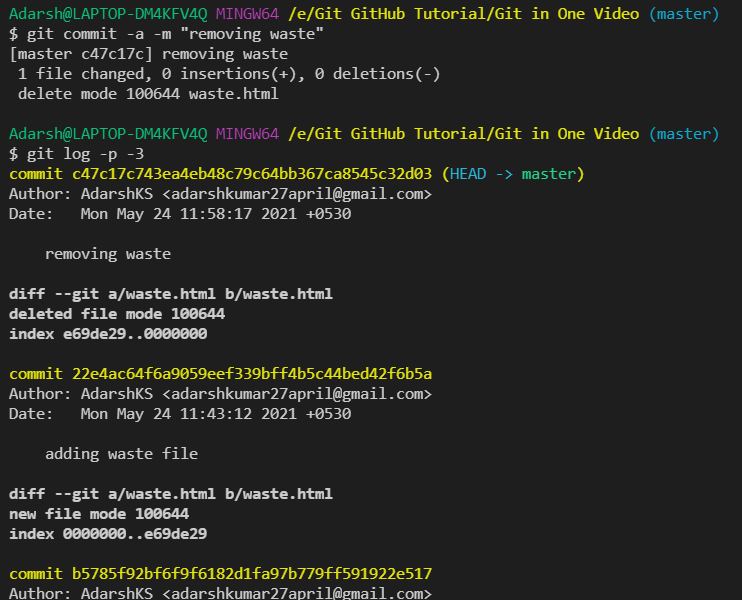 Adarsh@LAPTOP-DM4KFV4Q MINGW64 /e/Git GitHub Tutorial/Git in One Video (master)
$ git commit -a -m "removing waste"
[master c47c17c] removing waste
 1 file changed, 0 insertions(+), 0 deletions(-)
 delete mode 100644 waste.html

Adarsh@LAPTOP-DM4KFV4Q MINGW64 /e/Git GitHub Tutorial/Git in One Video (master)
$ git log -p -3
commit c47c17c743ea4eb48c79c64bb367ca8545c32d03 (HEAD -> master)
Author: AdarshKS <adarshkumar27april@gmail.com>
Date:   Mon May 24 11:58:17 2021 +0530

    removing waste

diff --git a/waste.html b/waste.html
deleted file mode 100644
index e69de29..0000000

commit 22e4ac64f6a9059eef339bff4b5c44bed42f6b5a
Author: AdarshKS <adarshkumar27april@gmail.com>
Date:   Mon May 24 11:43:12 2021 +0530

    adding waste file

diff --git a/waste.html b/waste.html
new file mode 100644
index 0000000..e69de29

commit b5785f92bf6f9f6182d1fa97b779ff591922e517
Author: AdarshKS <adarshkumar27april@gmail.com>